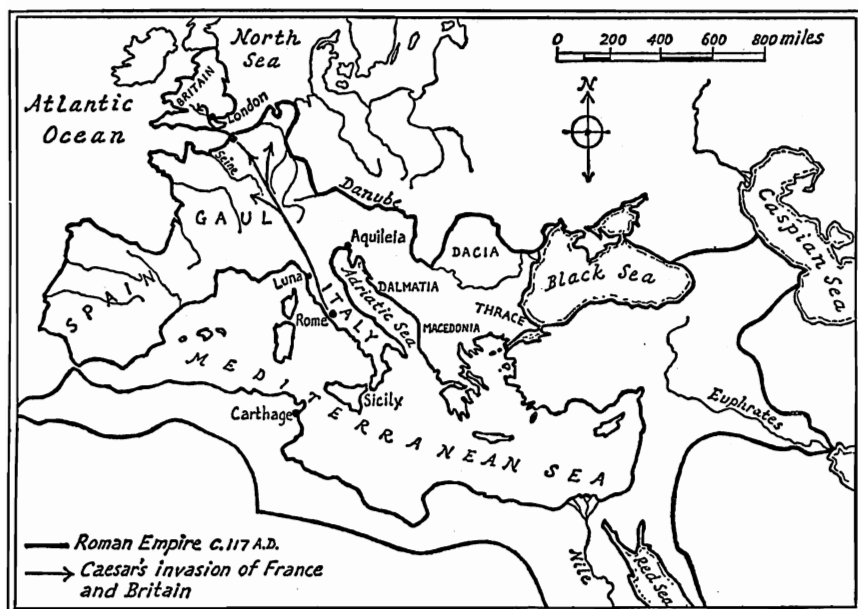 North
Sea
0 200 400 600 800 miles
N
Atlantic
Ocean
BRITAIN
London
Seine
GAUL
Danube
Caspian Sea
Aquileia
DACIA
Black Sea
SPAIN
Luna
ITALY
Adriatic Sea
DALMATIA
Rome
MACEDONIA
THRACE
MEDITERRANEAN SEA
Carthage
Sicily
Euphrates
Nile
Red Sea
Roman Empire c.117 A.D.
Caesar's invasion of France
and Britain